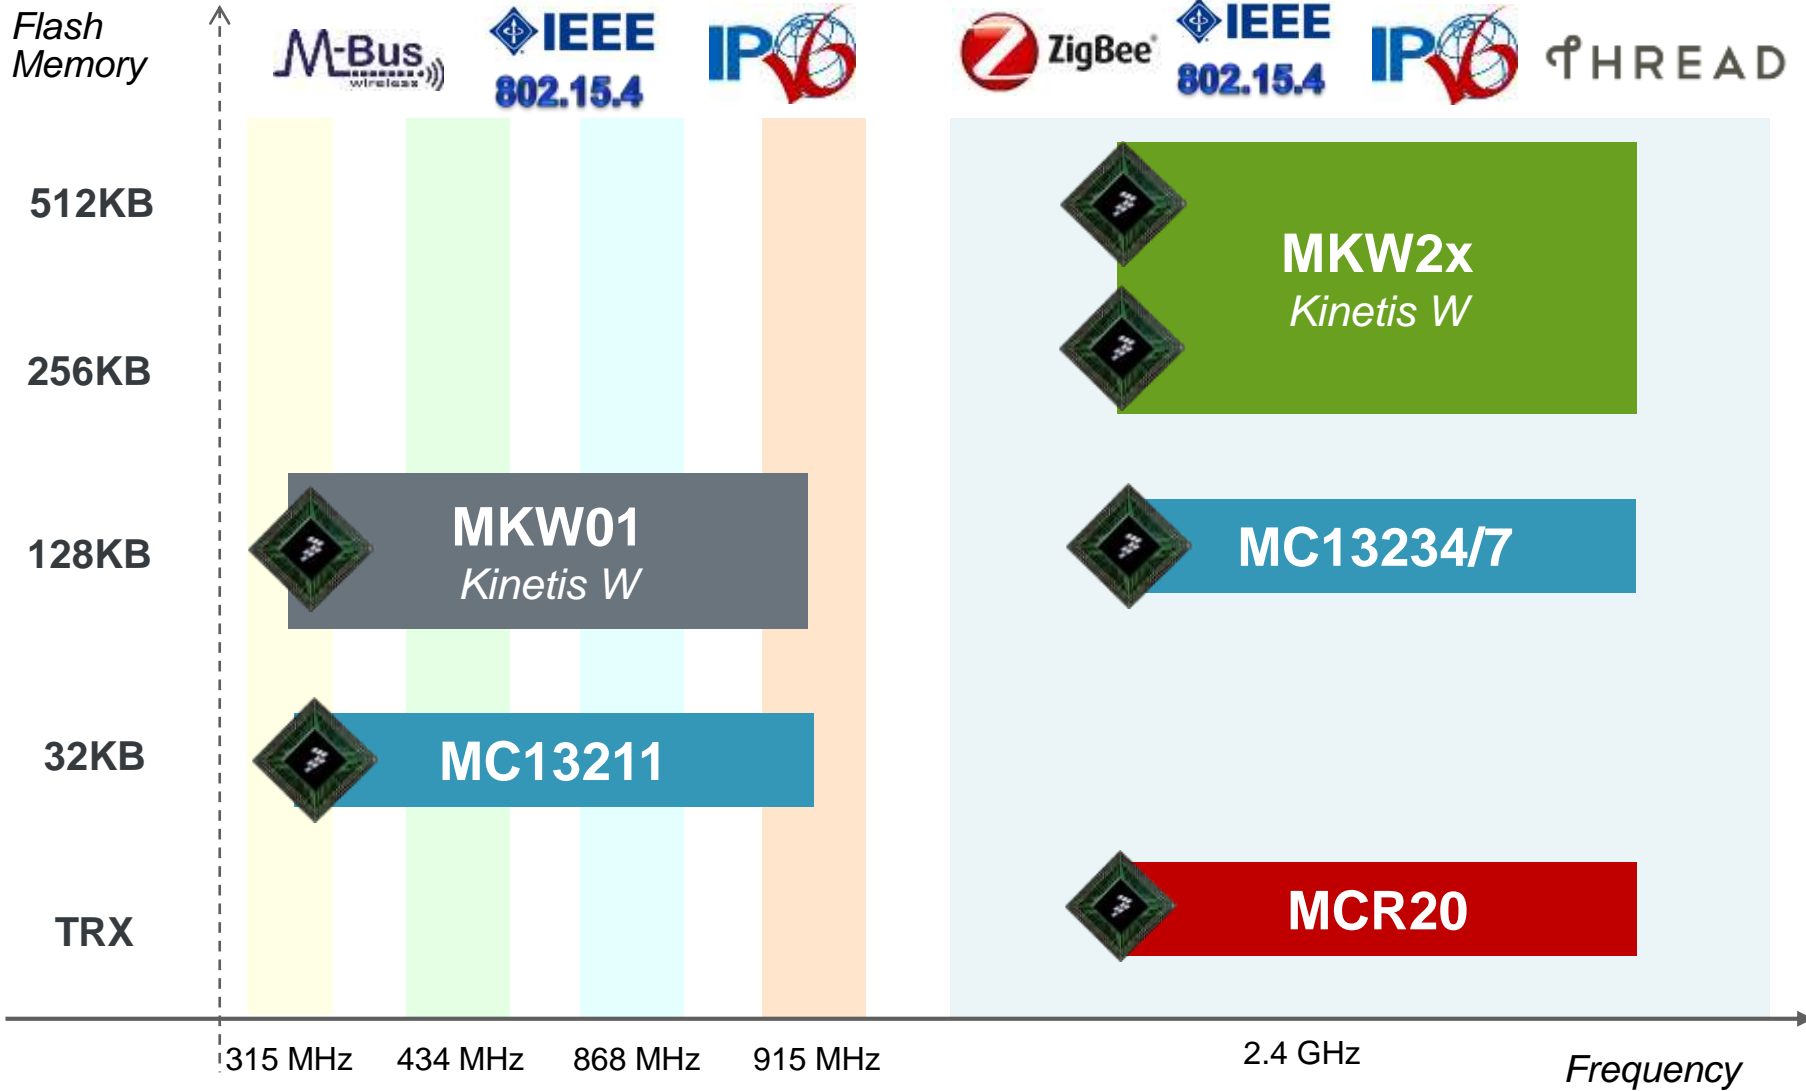 Flash
Memory
M-Bus
wireless
IEEE
802.15.4
IPV6
ZigBee®
IEEE
802.15.4
IPV6
THREAD
512KB
MKW2x
Kinetis W
256KB
128KB
MKW01
Kinetis W
MC13234/7
32KB
MC13211
TRX
MCR20
315 MHz
434 MHz
868 MHz
915 MHz
2.4 GHz
Frequency